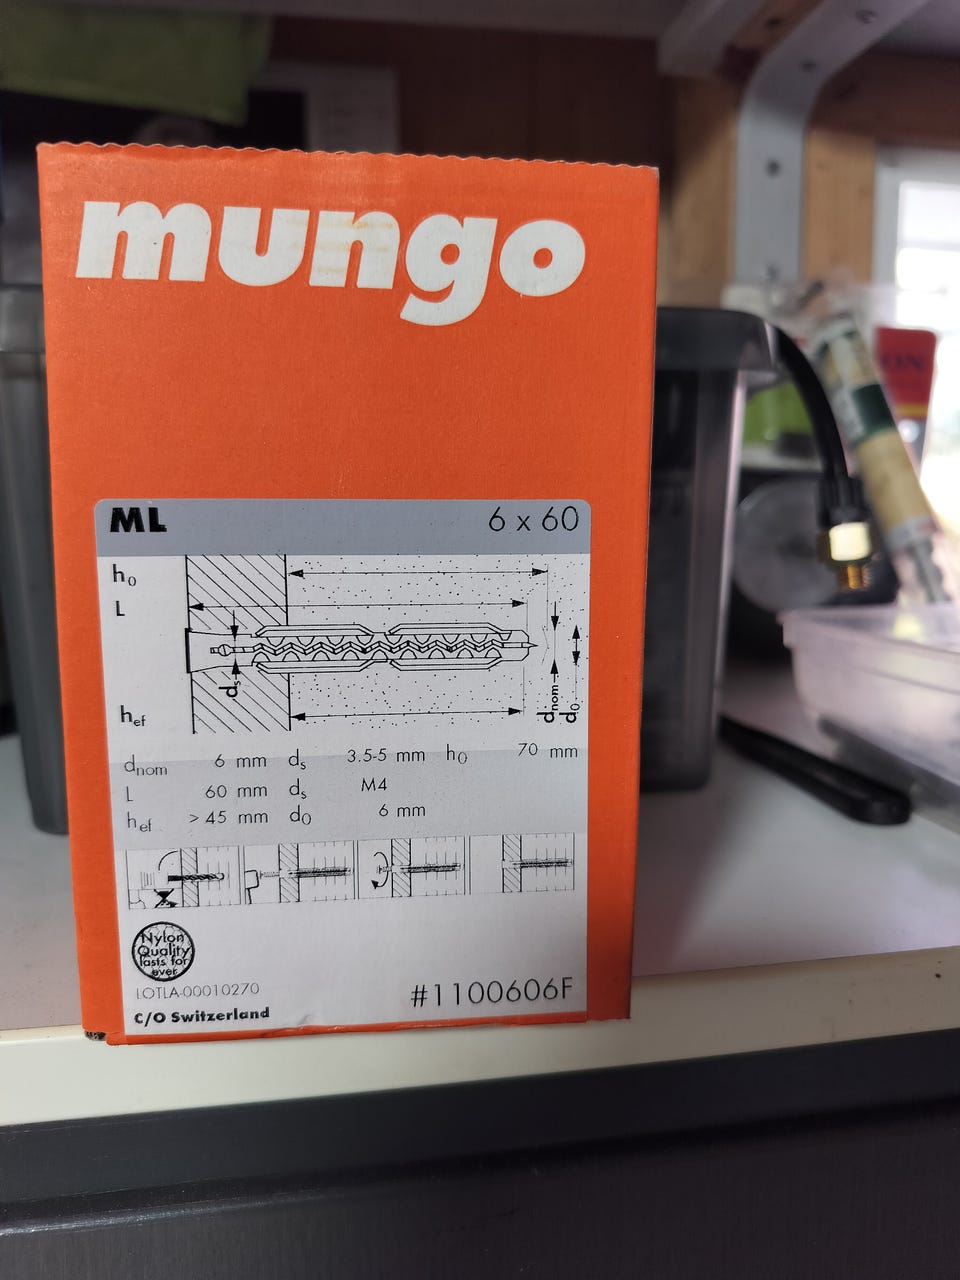 mungo
ML 6 x 60
h0
L
ds
hef
dnom
d0
dnom 6 mm ds 3.5-5 mm h0 70 mm
L 60 mm ds M4
hef > 45 mm d0 6 mm
Nylon
Quality
lasts for
ever
LOTLA-00010270
#1100606F
C/O Switzerland
ON